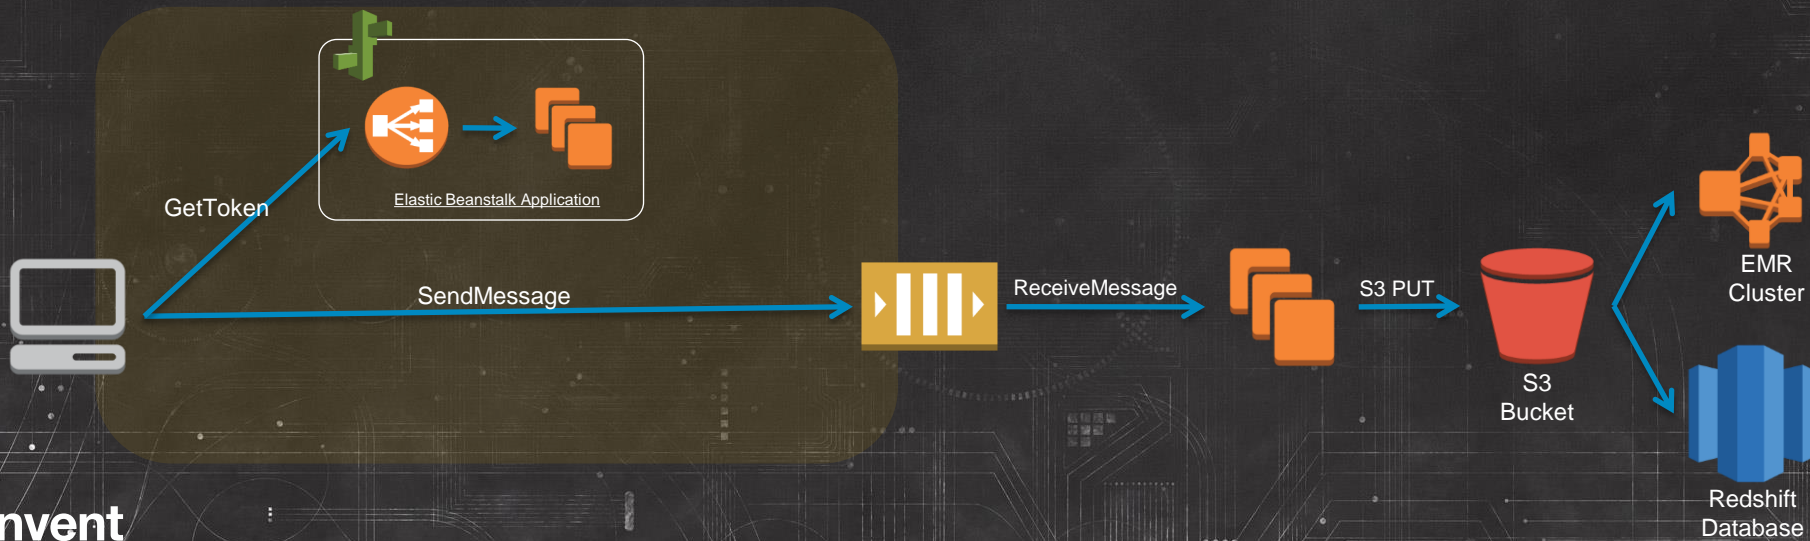 Elastic Beanstalk Application
GetToken
SendMessage
ReceiveMessage
S3 PUT
S3
Bucket
EMR
Cluster
Redshift
Database
nvent